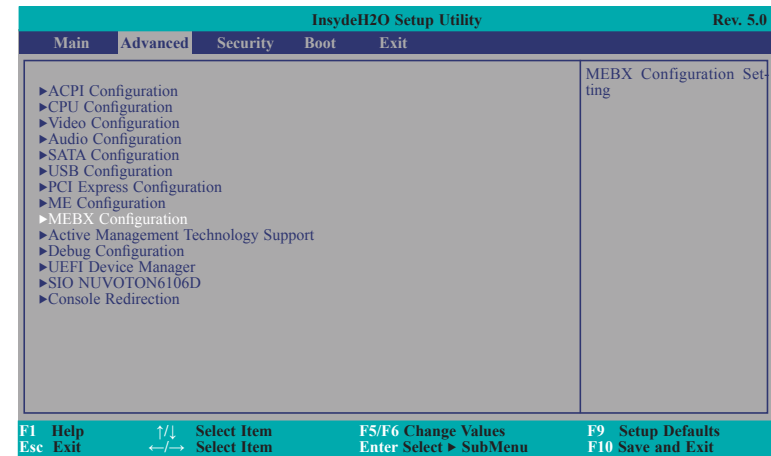 InsydeH2O Setup Utility Rev. 5.0
Main Advanced Security Boot Exit
►ACPI Configuration
►CPU Configuration
►Video Configuration
►Audio Configuration
►SATA Configuration
►USB Configuration
►PCI Express Configuration
►ME Configuration
►MEBX Configuration
►Active Management Technology Support
►Debug Configuration
►UEFI Device Manager
►SIO NUVOTON6106D
►Console Redirection
MEBX Configuration Set-
ting
F1 Help ↑/↓ Select Item F5/F6 Change Values F9 Setup Defaults
Esc Exit ←/→ Select Item Enter Select ► SubMenu F10 Save and Exit